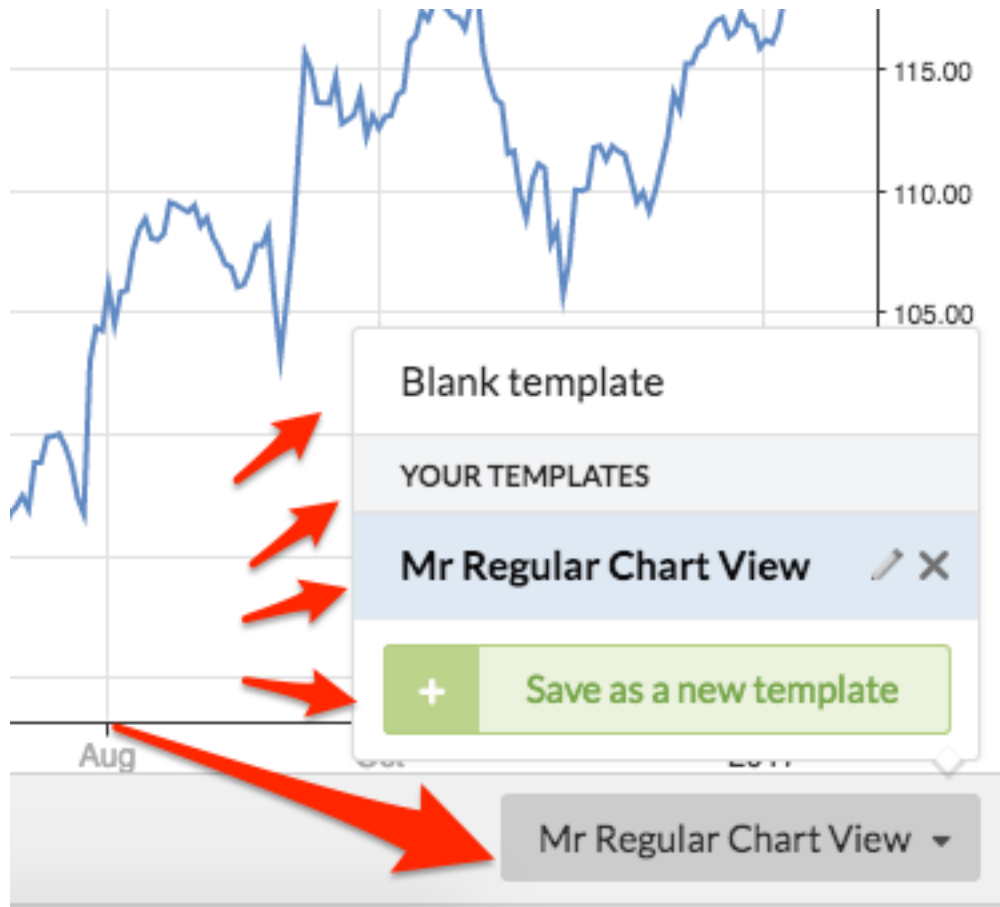 115.00
110.00
105.00
Blank template
YOUR TEMPLATES
Mr Regular Chart View
+ Save as a new template
Aug
Mr Regular Chart View